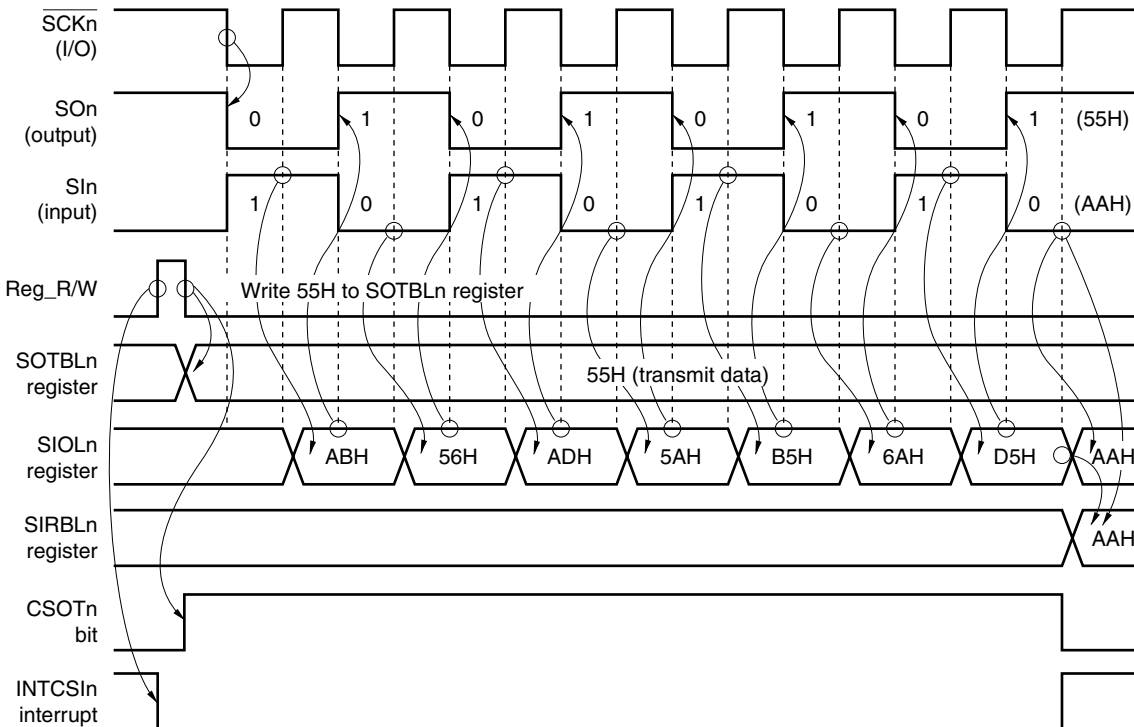 SCKn
(I/O)
SOn
(output)
0 1 0 1 0 1 0 1 (55H)
SIn
(input)
1 0 1 0 1 0 1 0 (AAH)
Reg_R/W
Write 55H to SOTBLn register
SOTBLn
register
55H (transmit data)
SIOLn
register
ABH 56H ADH 5AH B5H 6AH D5H AAH
SIRBLn
register
AAH
CSOTn
bit
INTCSIn
interrupt